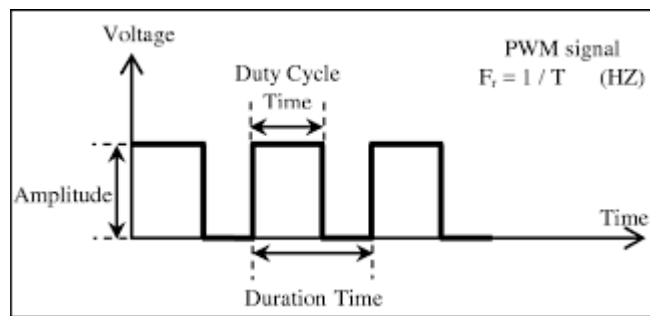 Voltage
PWM signal
Fr = 1 / T (HZ)
Duty Cycle
Time
Amplitude
Time
Duration Time